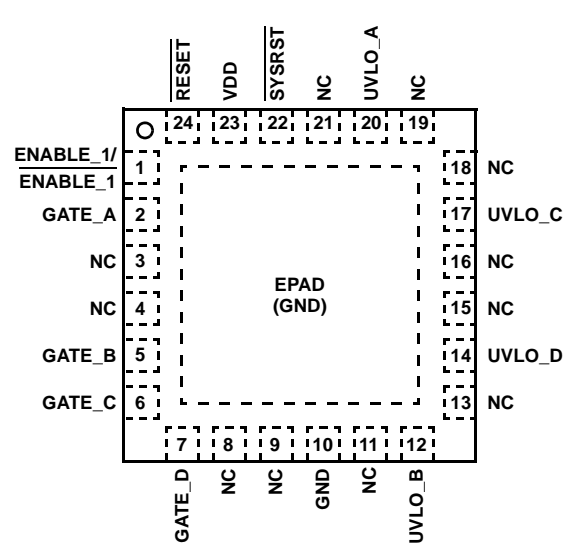 RESET
VDD
SYSRST
NC
UVLO_A
NC
24
23
22
21
20
19
ENABLE_1/
ENABLE_1
1
GATE_A
2
NC
3
NC
4
GATE_B
5
GATE_C
6
EPAD
(GND)
18
NC
17
UVLO_C
16
NC
15
NC
14
UVLO_D
13
NC
7
8
9
10
11
12
GATE_D
NC
NC
GND
NC
UVLO_B